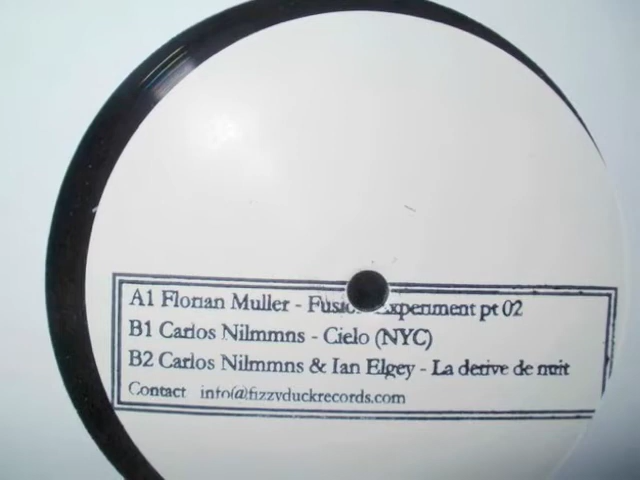 A1 Florian Muller - Fusion Experiment pt 02
B1 Carlos Nilmmns - Cielo (NYC)
B2 Carlos Nilmmns & Ian Elgey - La derive de nuit
Contact info@fizzyduckrecords.com